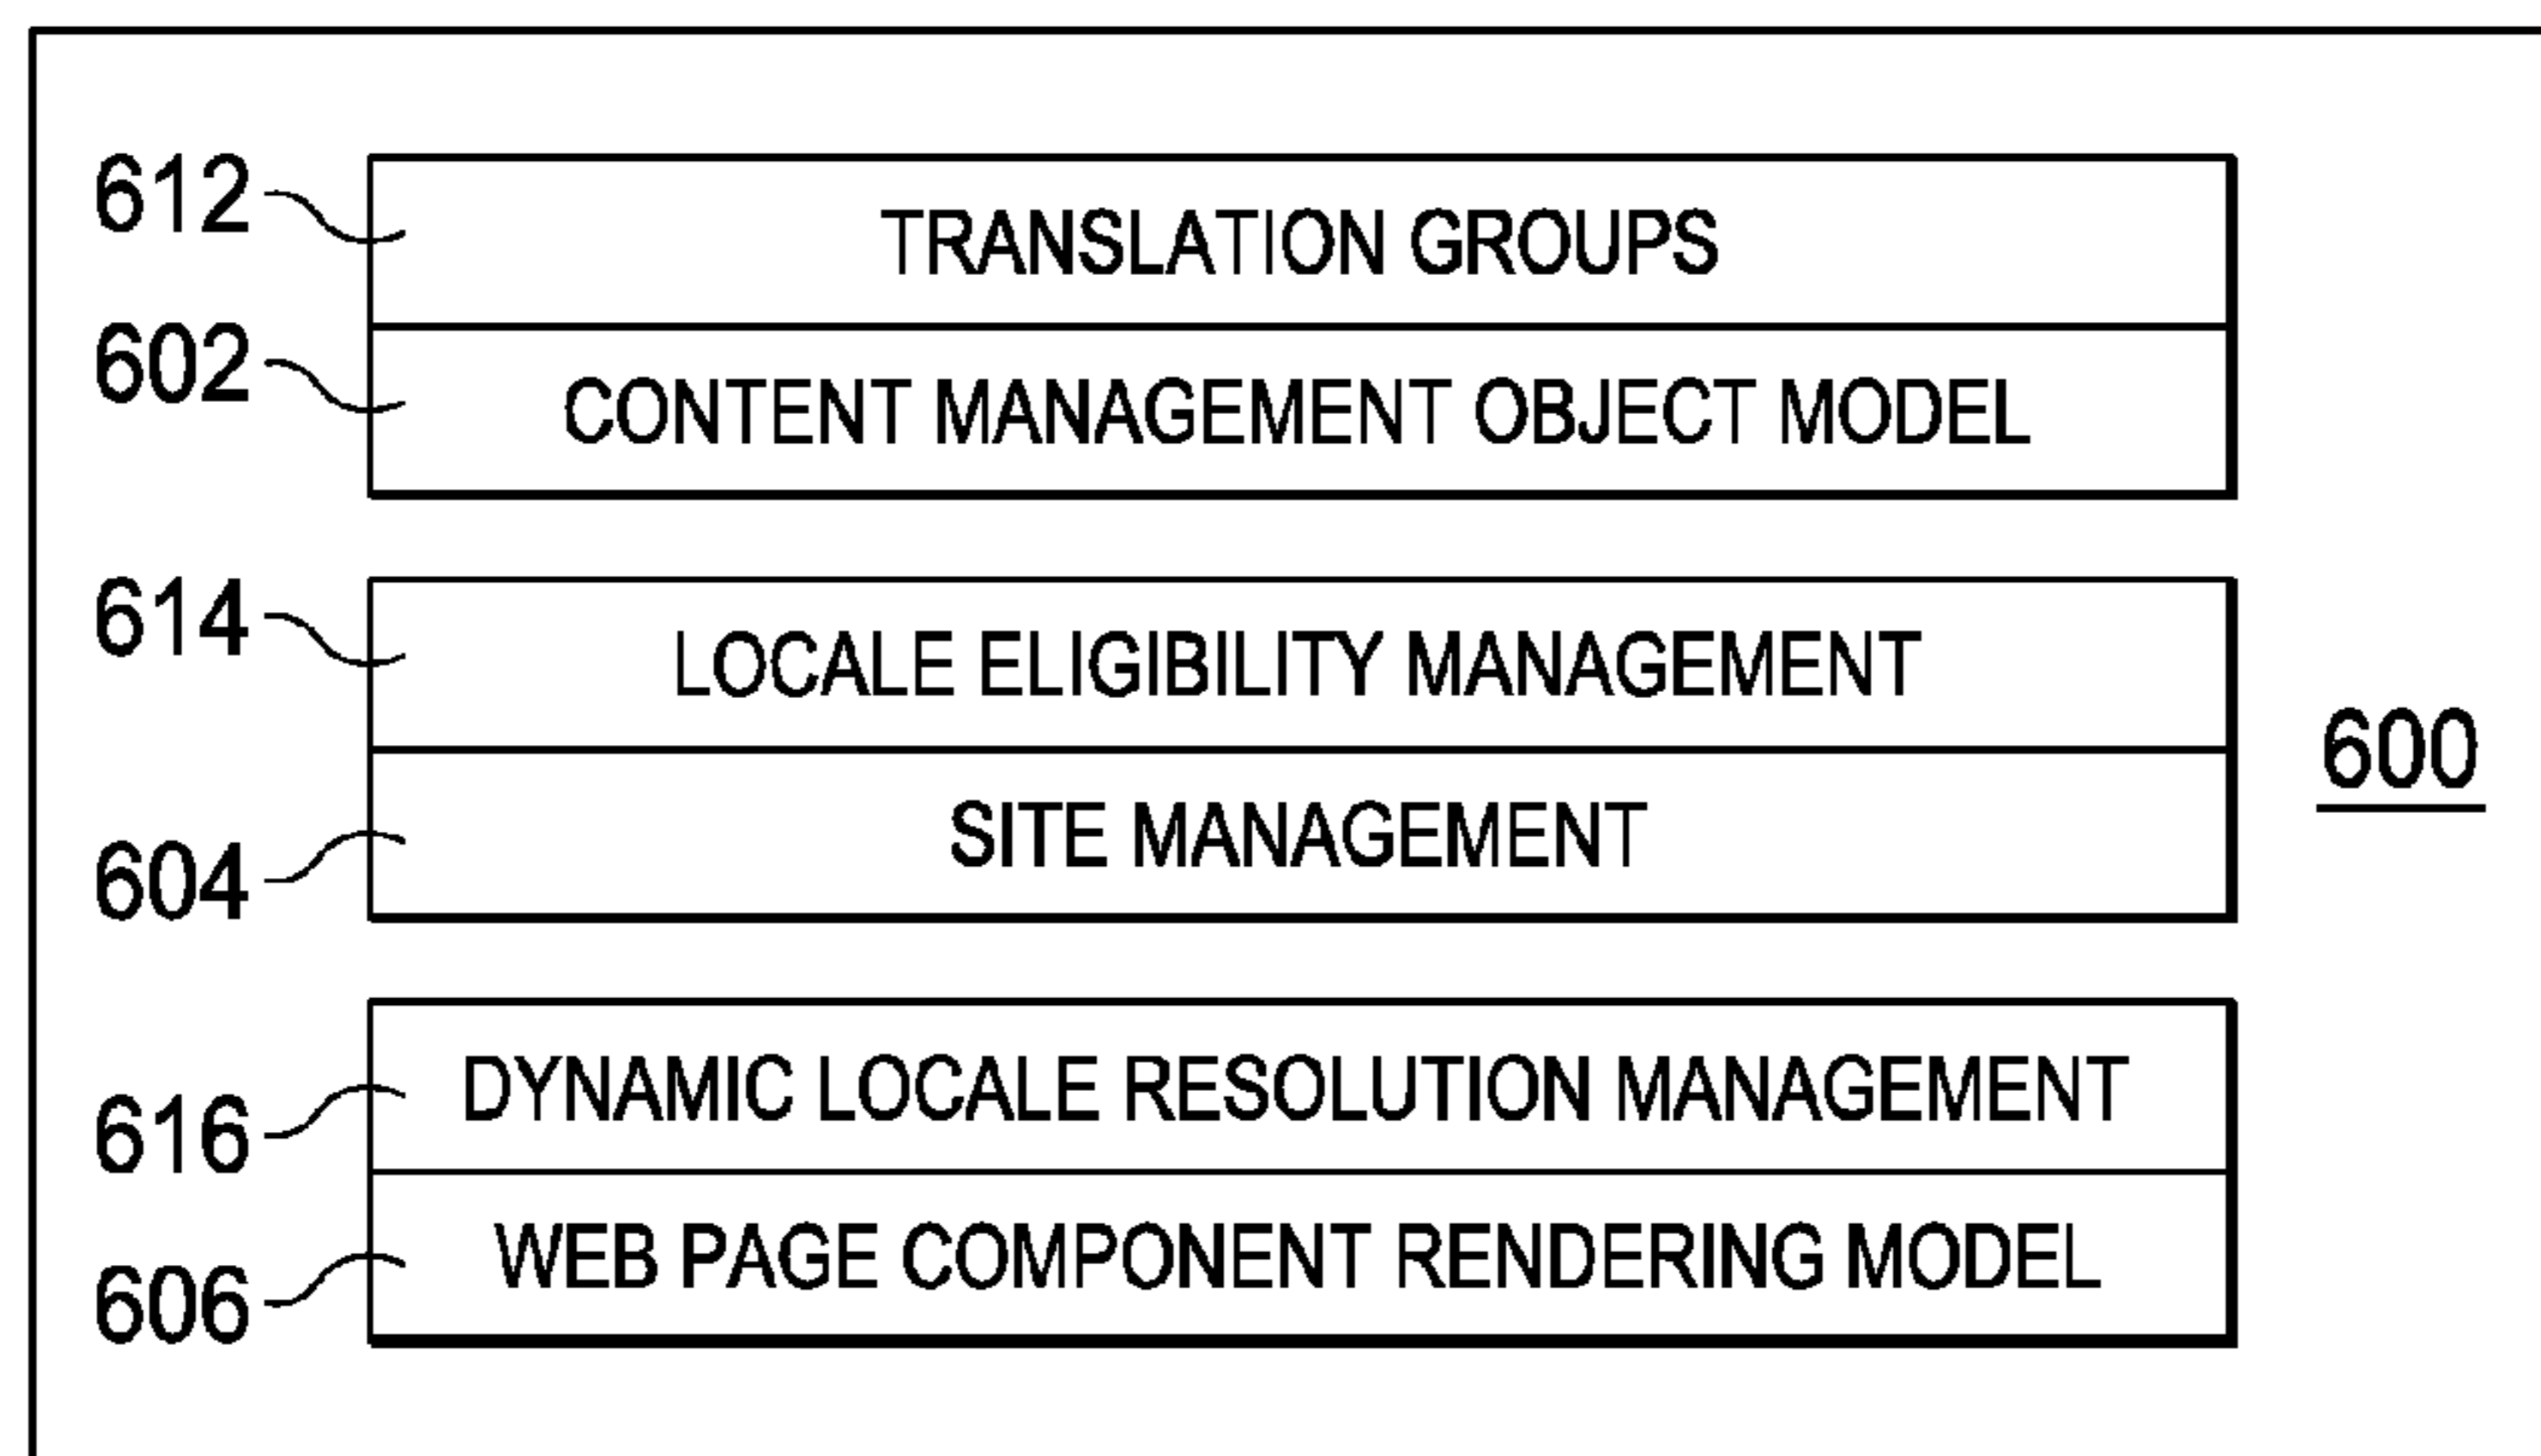 612 TRANSLATION GROUPS
602 CONTENT MANAGEMENT OBJECT MODEL
614 LOCALE ELIGIBILITY MANAGEMENT
600
604 SITE MANAGEMENT
616 DYNAMIC LOCALE RESOLUTION MANAGEMENT
606 WEB PAGE COMPONENT RENDERING MODEL